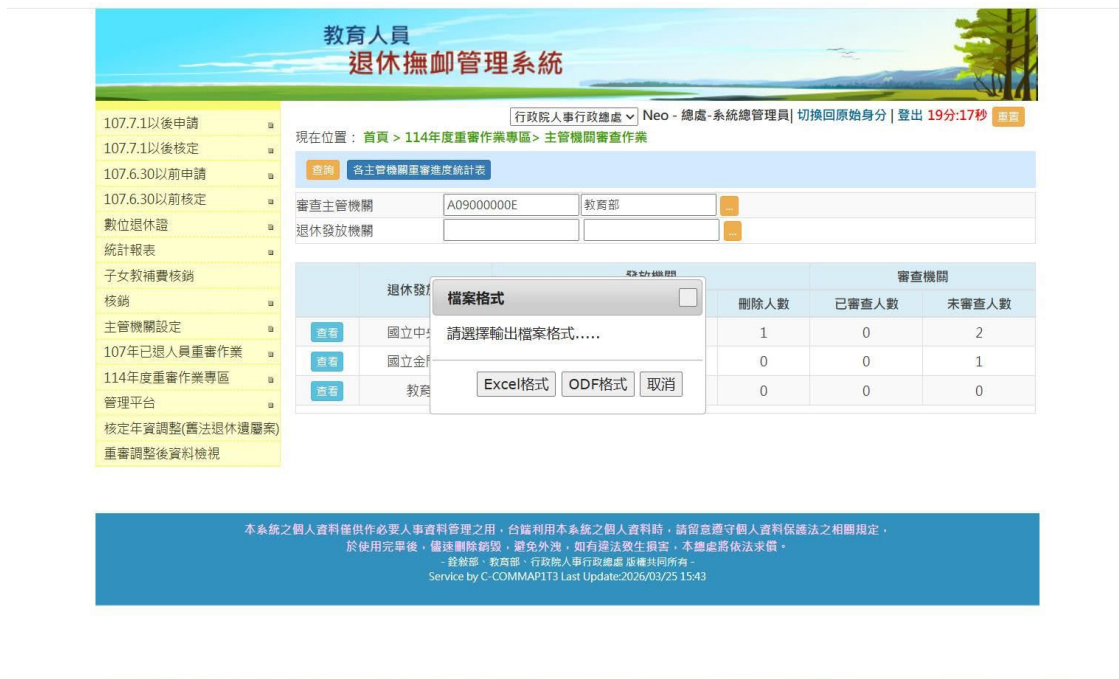 教育人員
退休撫卹管理系統
行政院人事行政總處 Neo - 總處-系統總管理員| 切換回原始身分 | 登出 19分:17秒 重置
現在位置： 首頁 > 114年度重審作業專區> 主管機關審查作業
107.7.1以後申請
107.7.1以後核定
107.6.30以前申請
107.6.30以前核定
數位退休證
統計報表
子女教補費核銷
核銷
主管機關設定
107年已退人員重審作業
114年度重審作業專區
管理平台
核定年資調整(舊法退休遺屬案)
重審調整後資料檢視
查詢 各主管機關重審進度統計表
審查主管機關 A09000000E 教育部 ...
退休發放機關 ...
退休發放 發放機關 審查機關
刪除人數 已審查人數 未審查人數
查看 國立中央 1 0 2
查看 國立金門 0 0 1
查看 教育 0 0 0
檔案格式
請選擇輸出檔案格式.....
Excel格式 ODF格式 取消
本系統之個人資料僅供作必要人事資料管理之用，台端利用本系統之個人資料時，請留意遵守個人資料保護法之相關規定，
於使用完畢後，儘速刪除銷毀，避免外洩，如有違法致生損害，本總處將依法求償。
- 銓敘部、教育部、行政院人事行政總處 版權共同所有 -
Service by C-COMMAP1T3 Last Update:2026/03/25 15:43